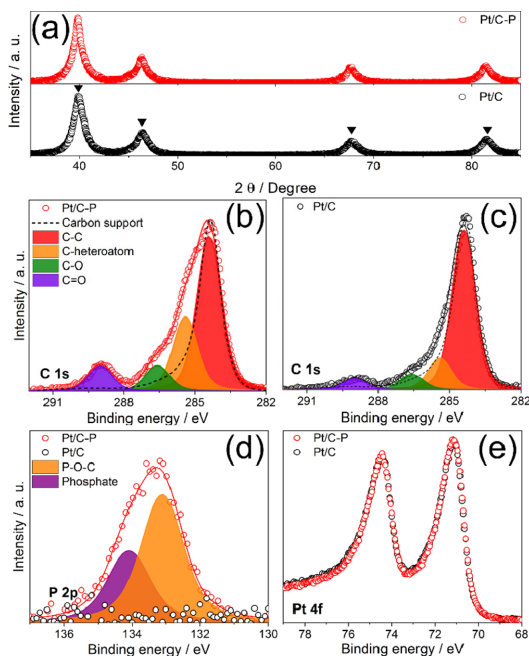 (a)
Pt/C-P
Pt/C
Intensity / a. u.
40 50 60 70 80
2 θ / Degree
(b)
Pt/C-P
Carbon support
C-C
C-heteroatom
C-O
C=O
C 1s
Intensity / a. u.
291 288 285 282
Binding energy / eV
(c)
Pt/C
C 1s
291 288 285 282
Binding energy / eV
(d)
Pt/C-P
Pt/C
P-O-C
Phosphate
P 2p
Intensity / a. u.
136 134 132 130
Binding energy / eV
(e)
Pt/C-P
Pt/C
Pt 4f
78 76 74 72 70 68
Binding energy / eV